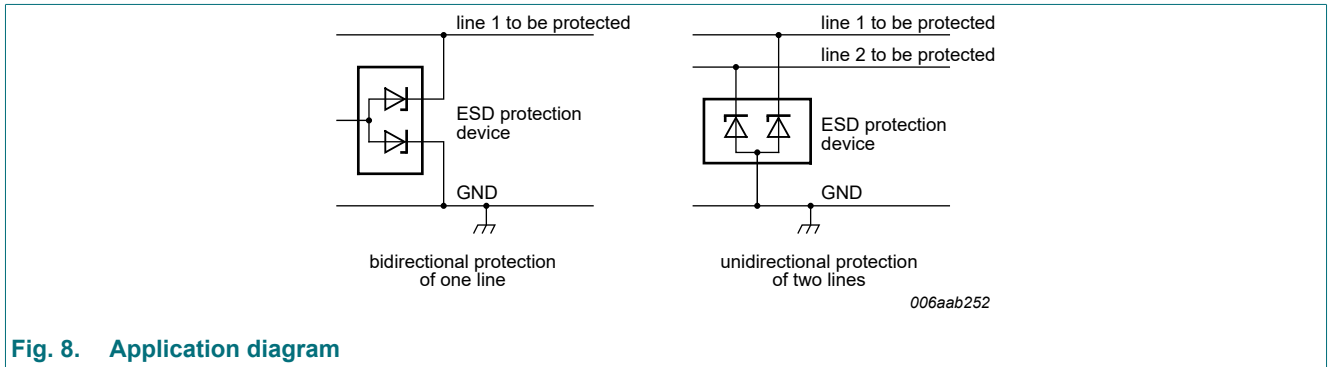 line 1 to be protected
ESD protection
device
GND
bidirectional protection
of one line
line 1 to be protected
line 2 to be protected
ESD protection
device
GND
unidirectional protection
of two lines
006aab252
Fig. 8. Application diagram